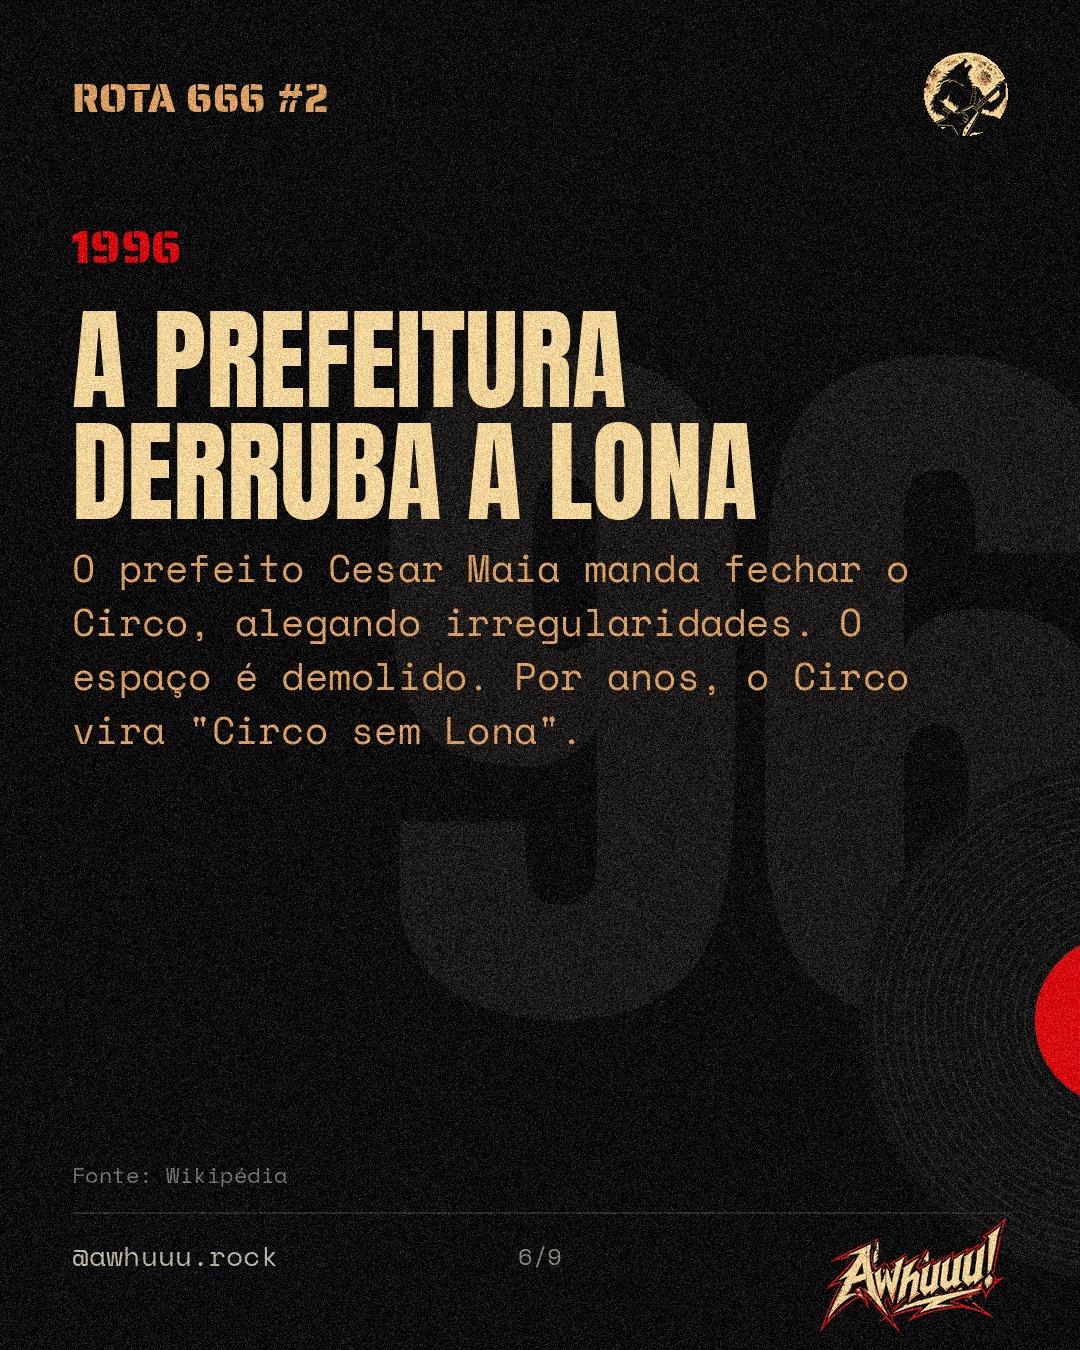 ROTA 666 #2
1996
A PREFEITURA
DERRUBA A LONA
O prefeito Cesar Maia manda fechar o
Circo, alegando irregularidades. O
espaço é demolido. Por anos, o Circo
vira "Circo sem Lona".
96
Fonte: Wikipédia
@awhuuu.rock
6/9
Awhuuu!